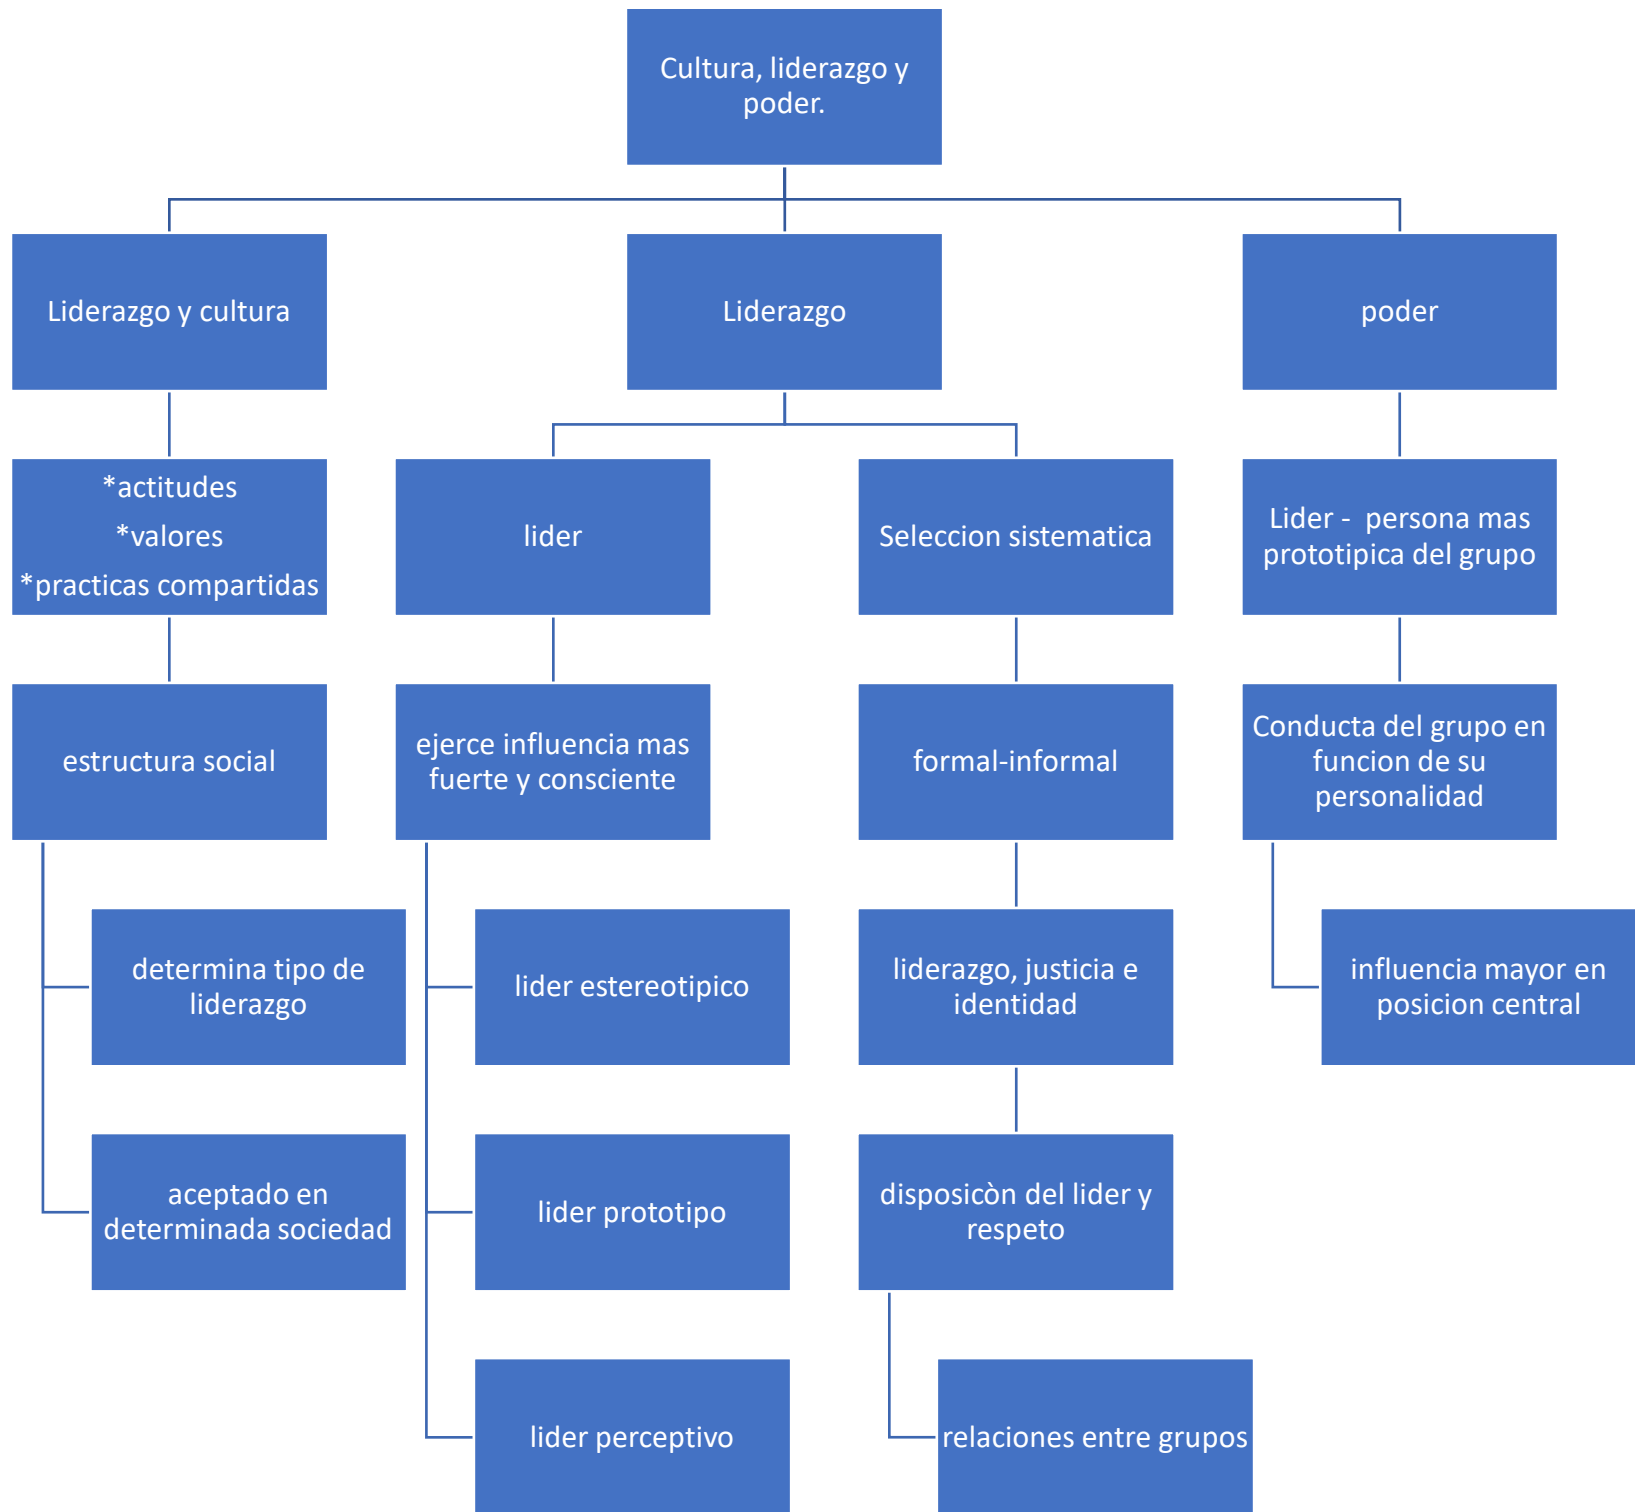 Cultura, liderazgo y
poder.
Liderazgo y cultura
Liderazgo
poder
*actitudes
*valores
*practicas compartidas
lider
Seleccion sistematica
Lider -  persona mas
prototipica del grupo
estructura social
ejerce influencia mas
fuerte y consciente
formal-informal
Conducta del grupo en
funcion de su
personalidad
determina tipo de
liderazgo
lider estereotipico
liderazgo, justicia e
identidad
influencia mayor en
posicion central
aceptado en
determinada sociedad
lider prototipo
disposicòn del lider y
respeto
lider perceptivo
relaciones entre grupos